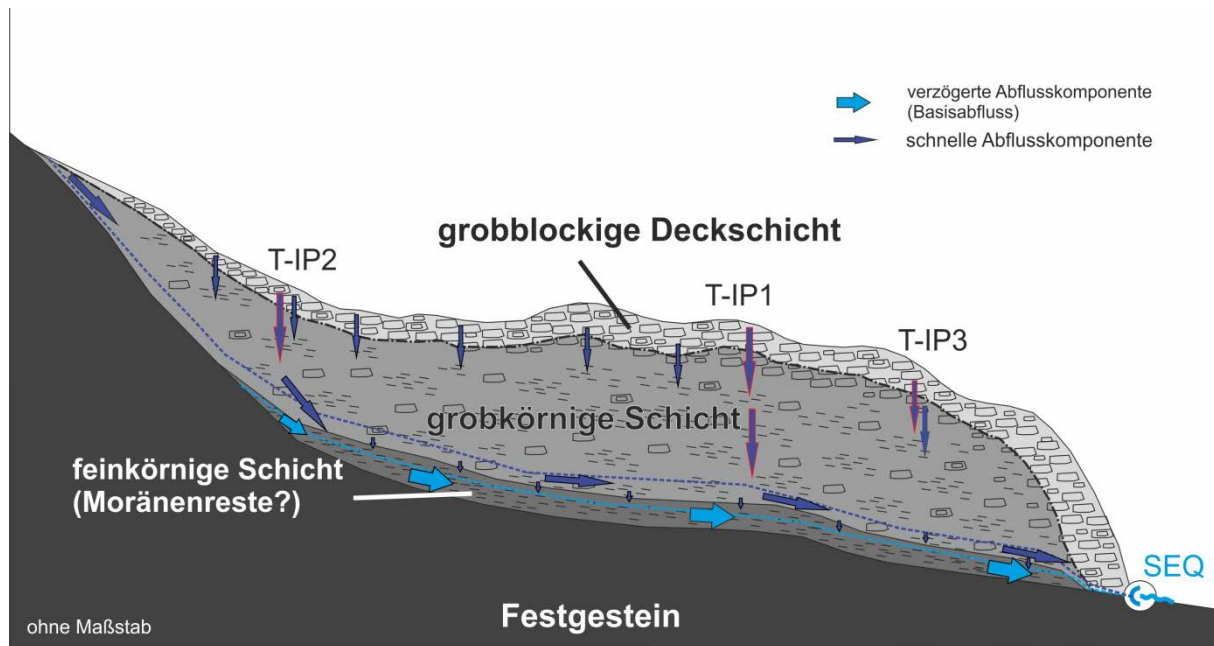 verzögerte Abflusskomponente
(Basisabfluss)
schnelle Abflusskomponente
grobblockige Deckschicht
T-IP2
T-IP1
T-IP3
grobkörnige Schicht
feinkörnige Schicht
(Moränenreste?)
SEQ
Festgestein
ohne Maßstab